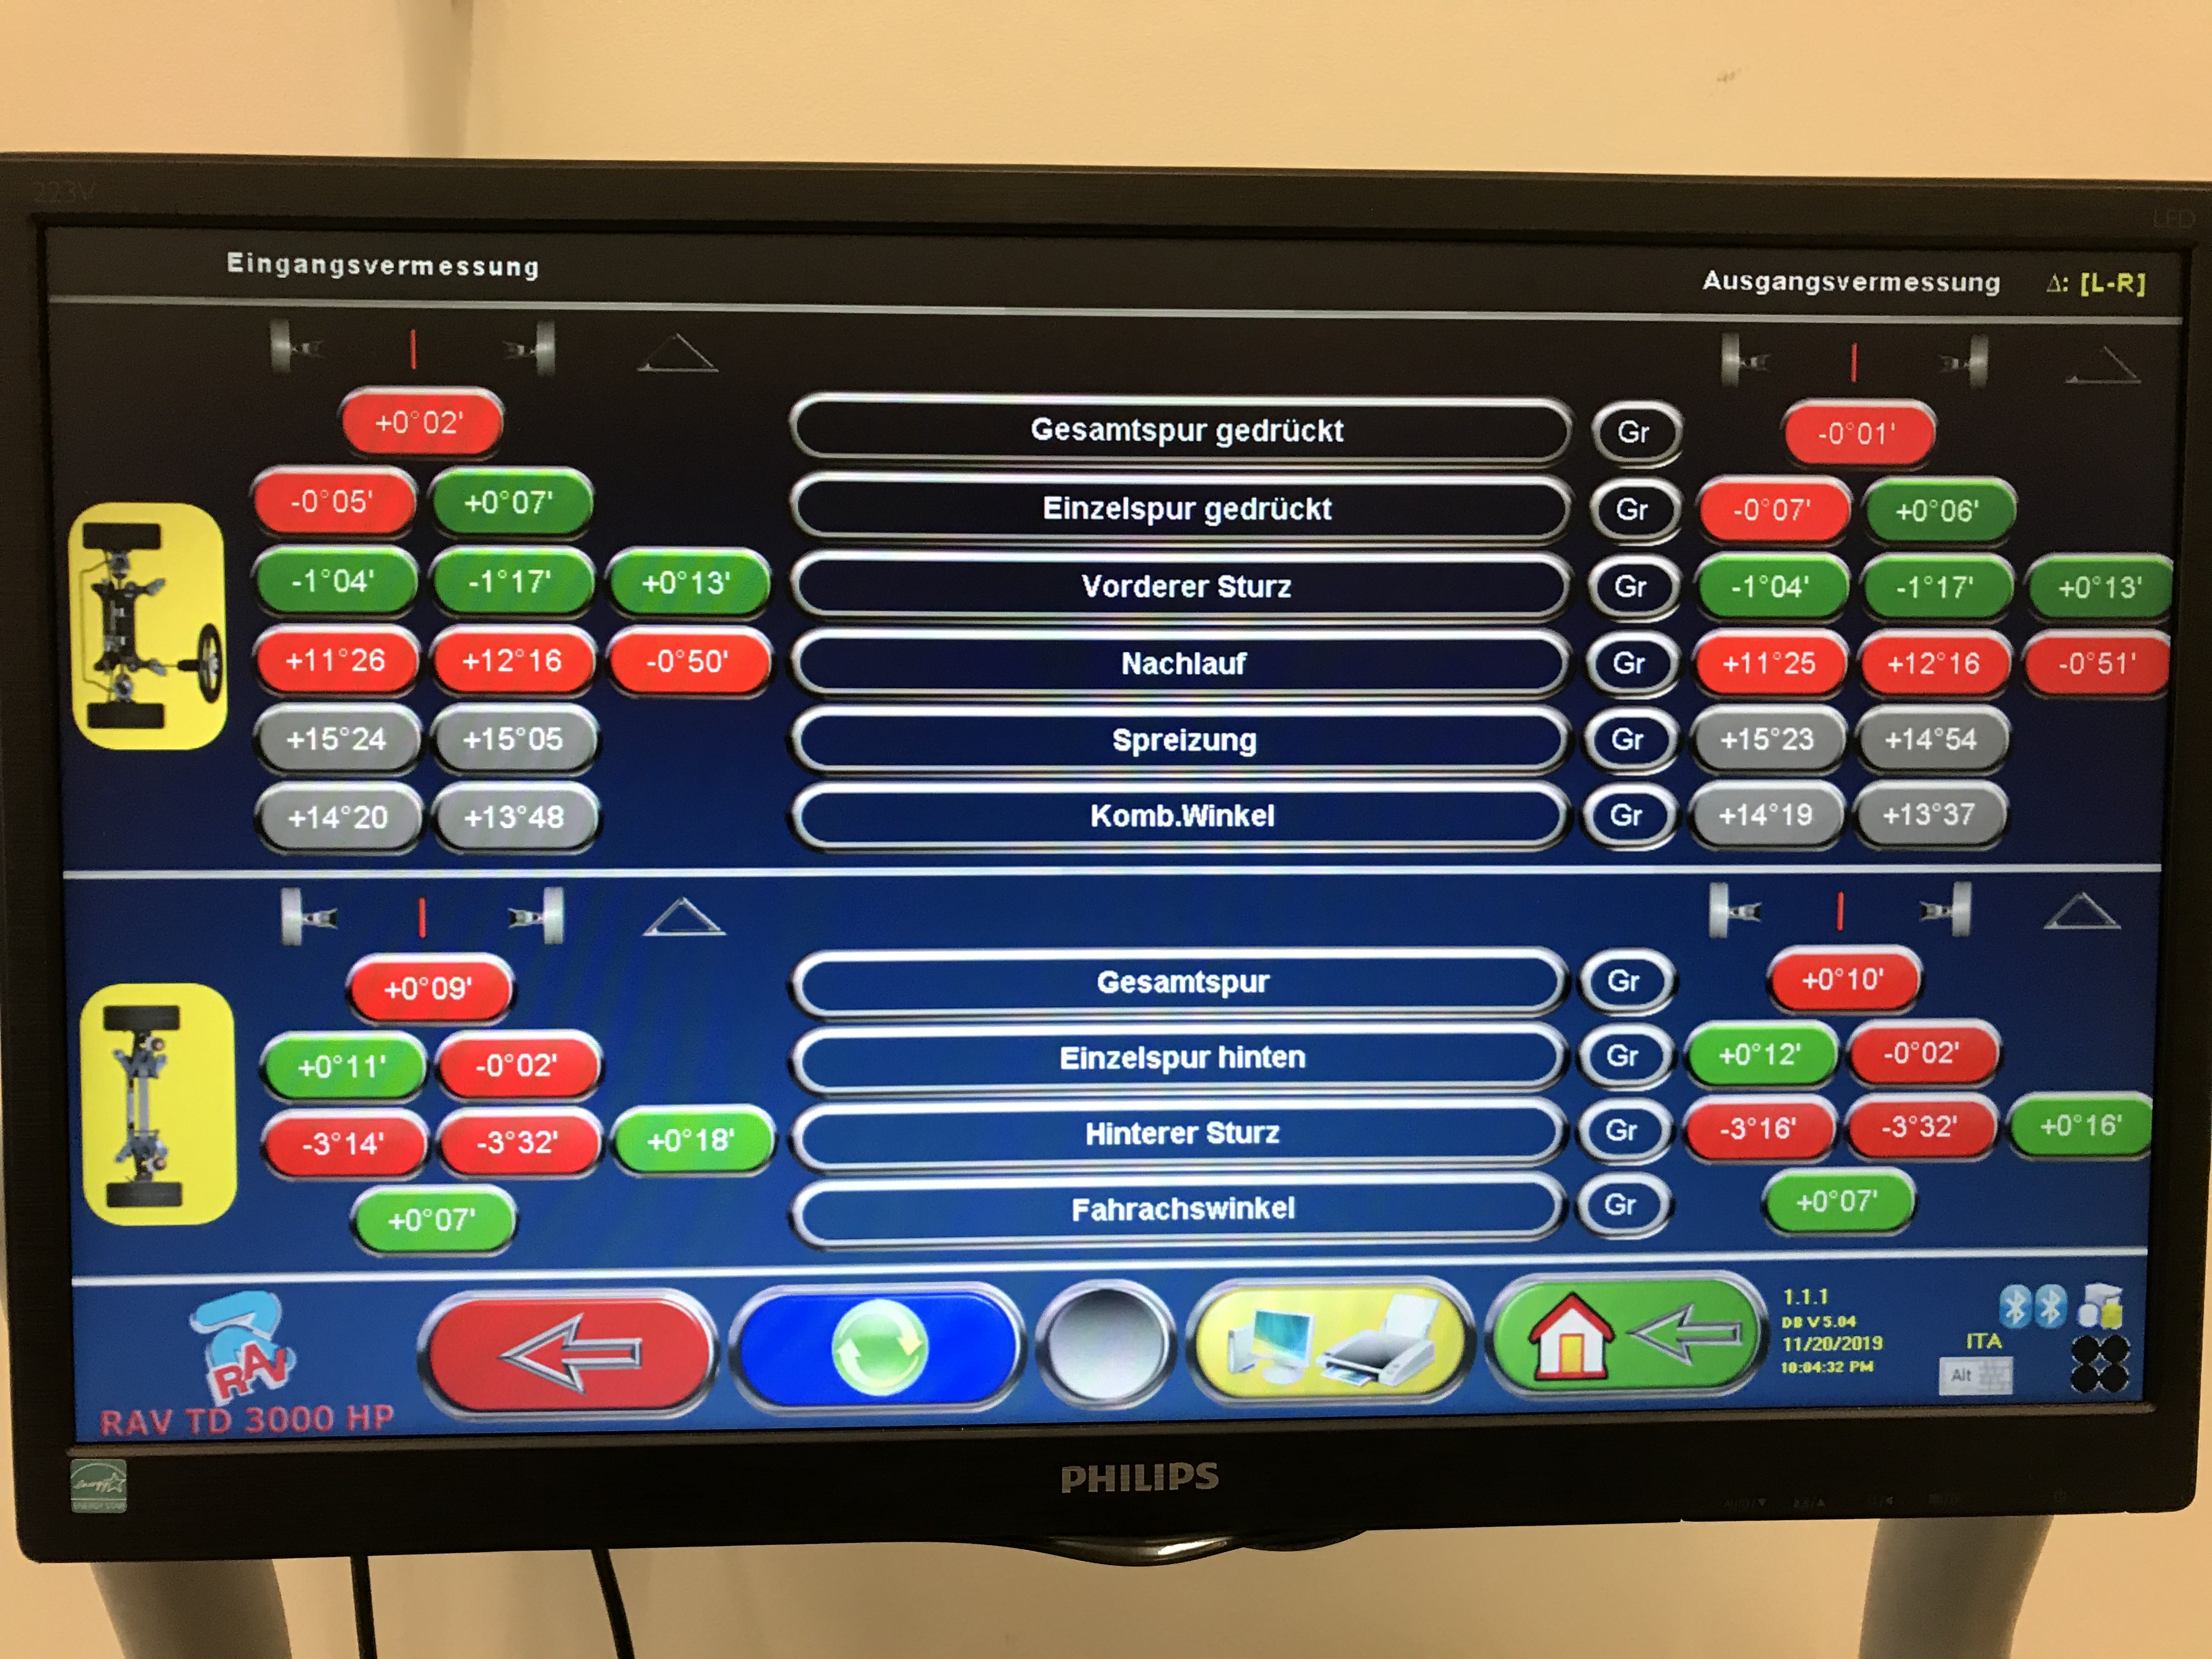 223V
LED
Eingangsvermessung
Ausgangsvermessung Δ: [L-R]
+0°02' Gesamtspur gedrückt Gr -0°01'
-0°05' +0°07' Einzelspur gedrückt Gr -0°07' +0°06'
-1°04' -1°17' +0°13' Vorderer Sturz Gr -1°04' -1°17' +0°13'
+11°26 +12°16 -0°50' Nachlauf Gr +11°25 +12°16 -0°51'
+15°24 +15°05 Spreizung Gr +15°23 +14°54
+14°20 +13°48 Komb.Winkel Gr +14°19 +13°37
+0°09' Gesamtspur Gr +0°10'
+0°11' -0°02' Einzelspur hinten Gr +0°12' -0°02'
-3°14' -3°32' +0°18' Hinterer Sturz Gr -3°16' -3°32' +0°16'
+0°07' Fahrachswinkel Gr +0°07'
RAV
RAV TD 3000 HP
1.1.1
DB V 5.04
11/20/2019
10:04:32 PM
ITA
Alt
PHILIPS
ENERGY STAR